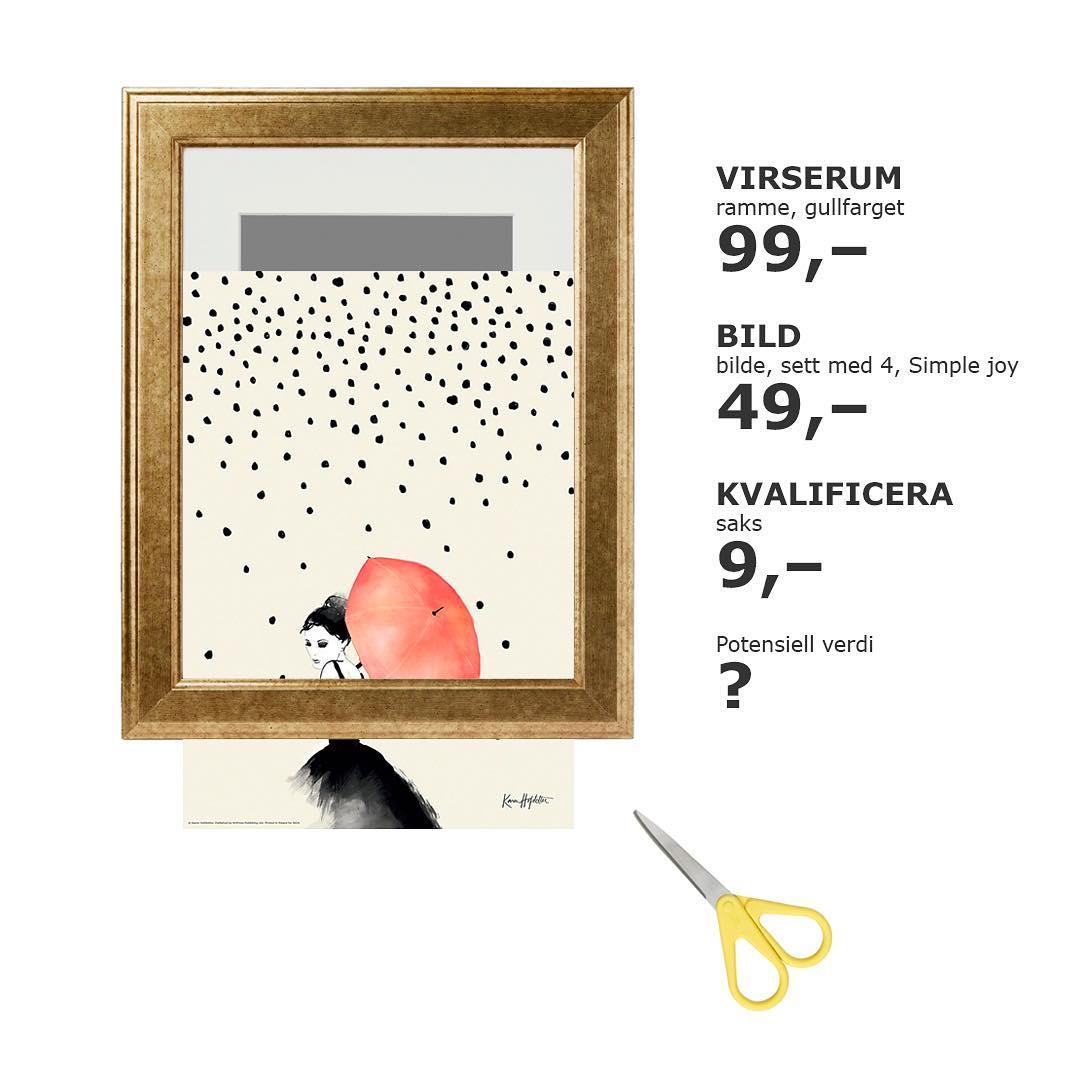 VIRSERUM
ramme, gullfarget
99,–
BILD
bilde, sett med 4, Simple joy
49,–
KVALIFICERA
saks
9,–
Potensiell verdi
?